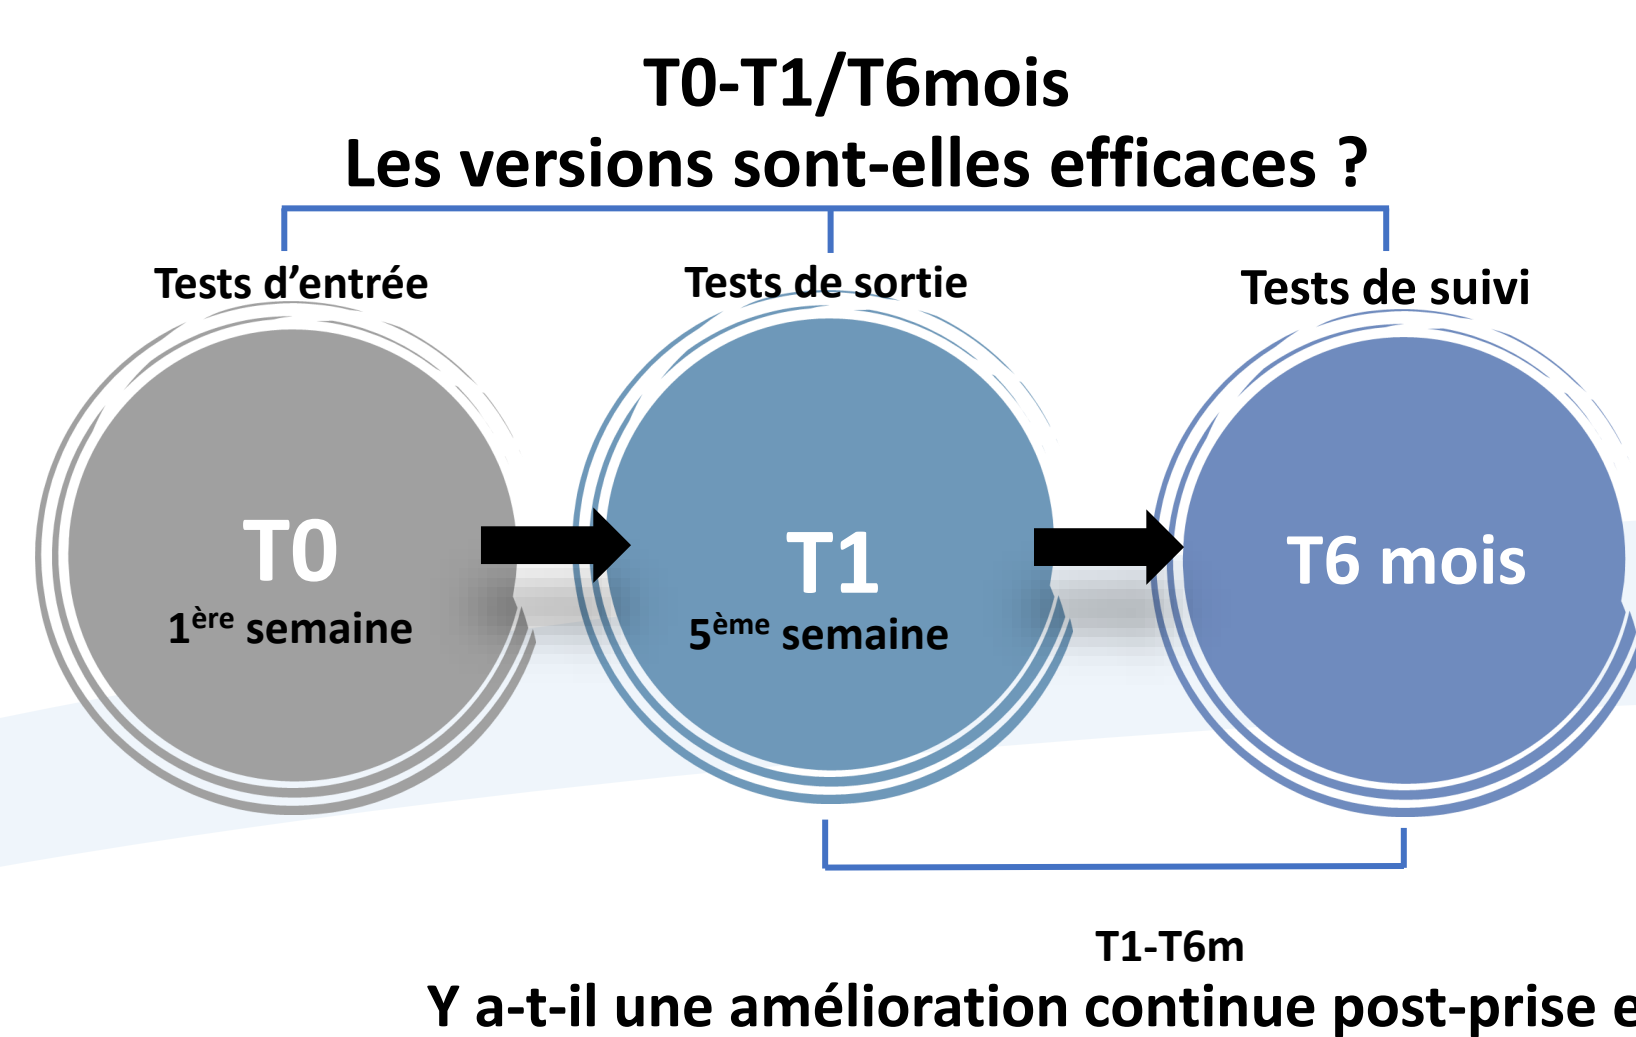 T0-T1/T6mois
Les versions sont-elles efficaces ?
Tests d’entrée
Tests de sortie
Tests de suivi
T0
1ère semaine
T1
5ème semaine
T6 mois
T1-T6m
Y a-t-il une amélioration continue post-prise